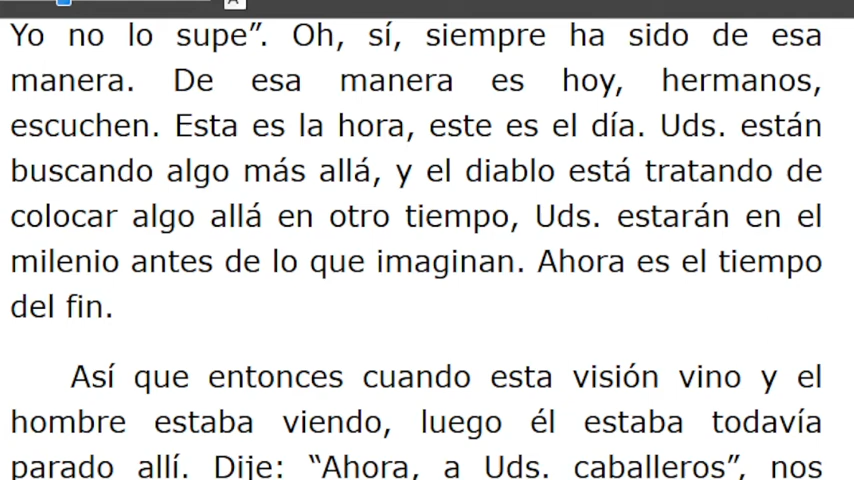 Yo no lo supe”. Oh, sí, siempre ha sido de esa
manera. De esa manera es hoy, hermanos,
escuchen. Esta es la hora, este es el día. Uds. están
buscando algo más allá, y el diablo está tratando de
colocar algo allá en otro tiempo, Uds. estarán en el
milenio antes de lo que imaginan. Ahora es el tiempo
del fin.
Así que entonces cuando esta visión vino y el
hombre estaba viendo, luego él estaba todavía
parado allí. Dije: “Ahora, a Uds. caballeros”, nos